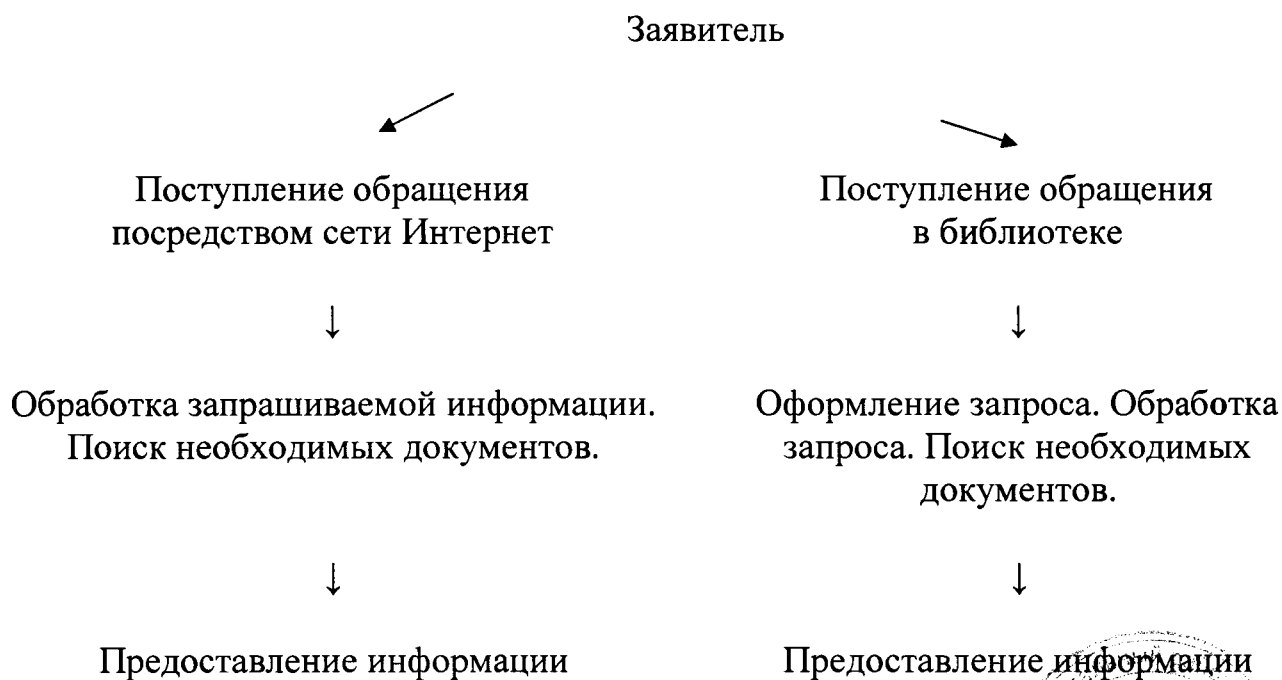 Заявитель
Поступление обращения
посредством сети Интернет
Поступление обращения
в библиотеке
↓
↓
Обработка запрашиваемой информации.
Поиск необходимых документов.
Оформление запроса. Обработка
запроса. Поиск необходимых
документов.
↓
↓
Предоставление информации
Предоставление информации